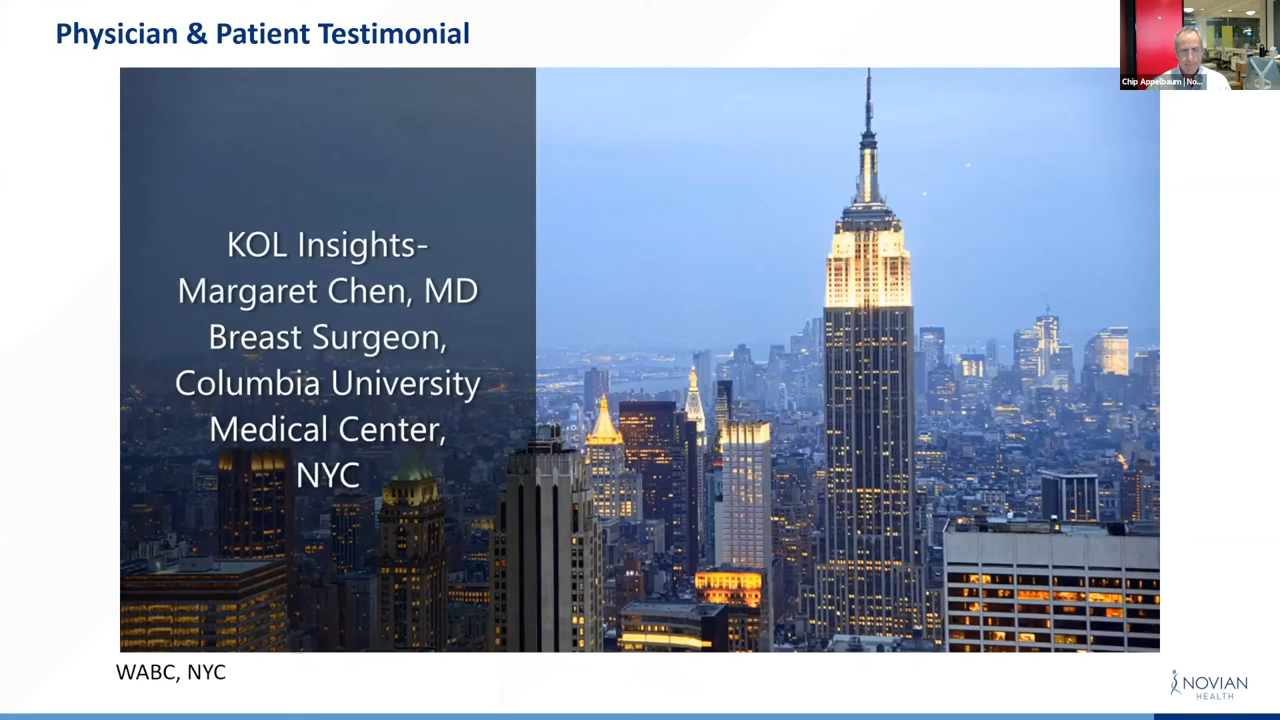 Physician & Patient Testimonial
Chip Appelbaum | No...
KOL Insights-
Margaret Chen, MD
Breast Surgeon,
Columbia University
Medical Center,
NYC
WABC, NYC
NOVIAN
HEALTH